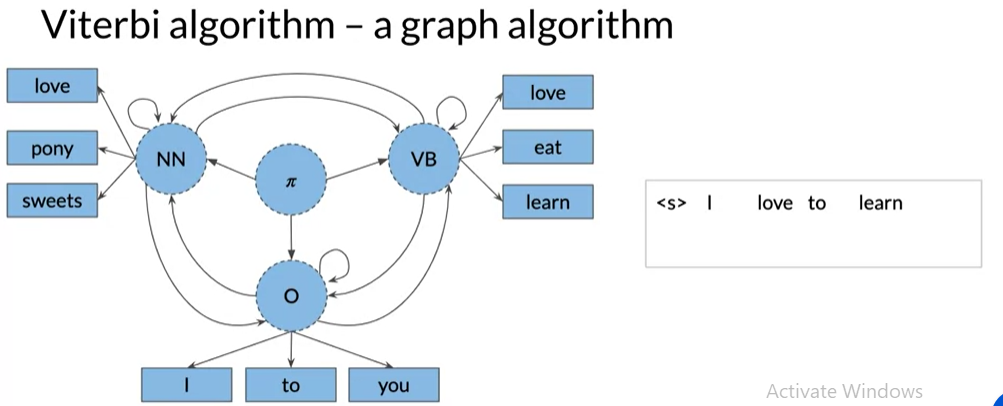 Viterbi algorithm – a graph algorithm
love
pony
sweets
NN
π
VB
love
eat
learn
O
I
to
you
<s> I love to learn
Activate Windows